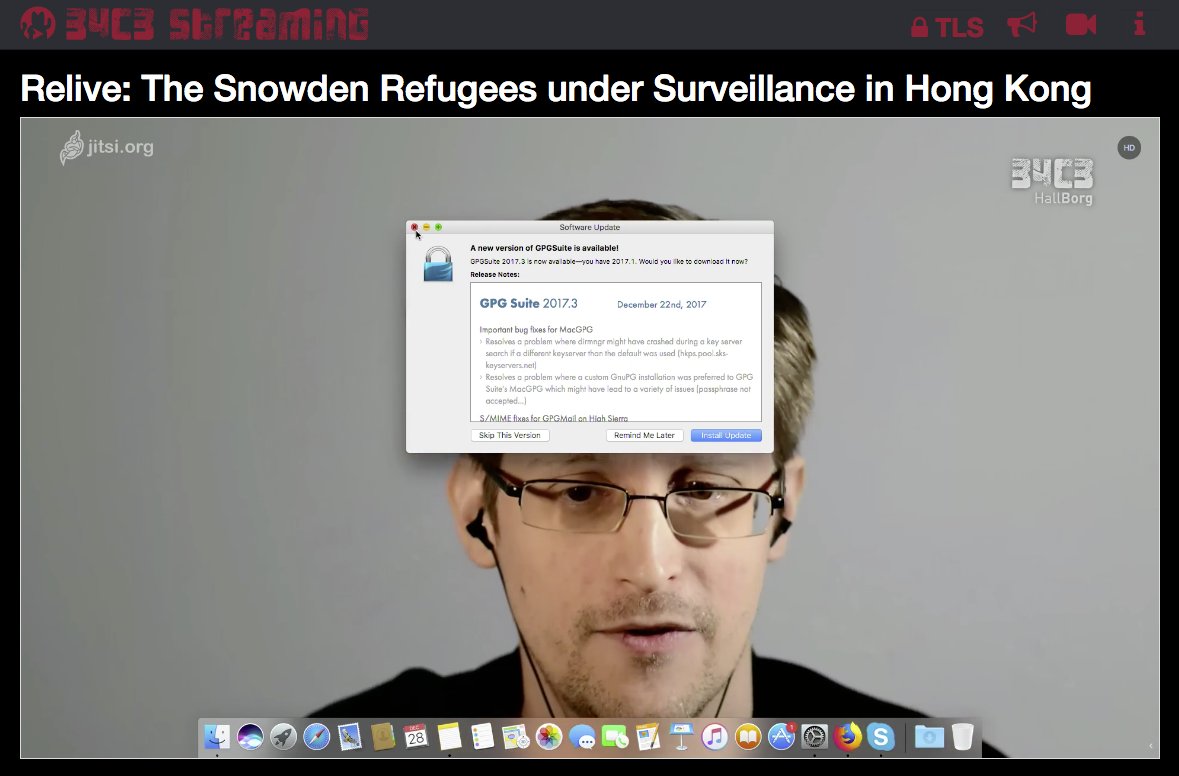 34C3 STREAMING
TLS
Relive: The Snowden Refugees under Surveillance in Hong Kong
jitsi.org
HD
34C3
HallBorg
Software Update
A new version of GPGSuite is available!
GPGSuite 2017.3 is now available—you have 2017.1. Would you like to download it now?
Release Notes:
GPG Suite 2017.3 December 22nd, 2017
Important bug fixes for MacGPG
› Resolves a problem where dirmngr might have crashed during a key server
search if a different keyserver than the default was used (hkps.pool.sks-
keyservers.net)
› Resolves a problem where a custom GnuPG installation was preferred to GPG
Suite's MacGPG which might have lead to a variety of issues (passphrase not
accepted...)
S/MIME fixes for GPGMail on High Sierra
Skip This Version
Remind Me Later
Install Update
DEC
28
1